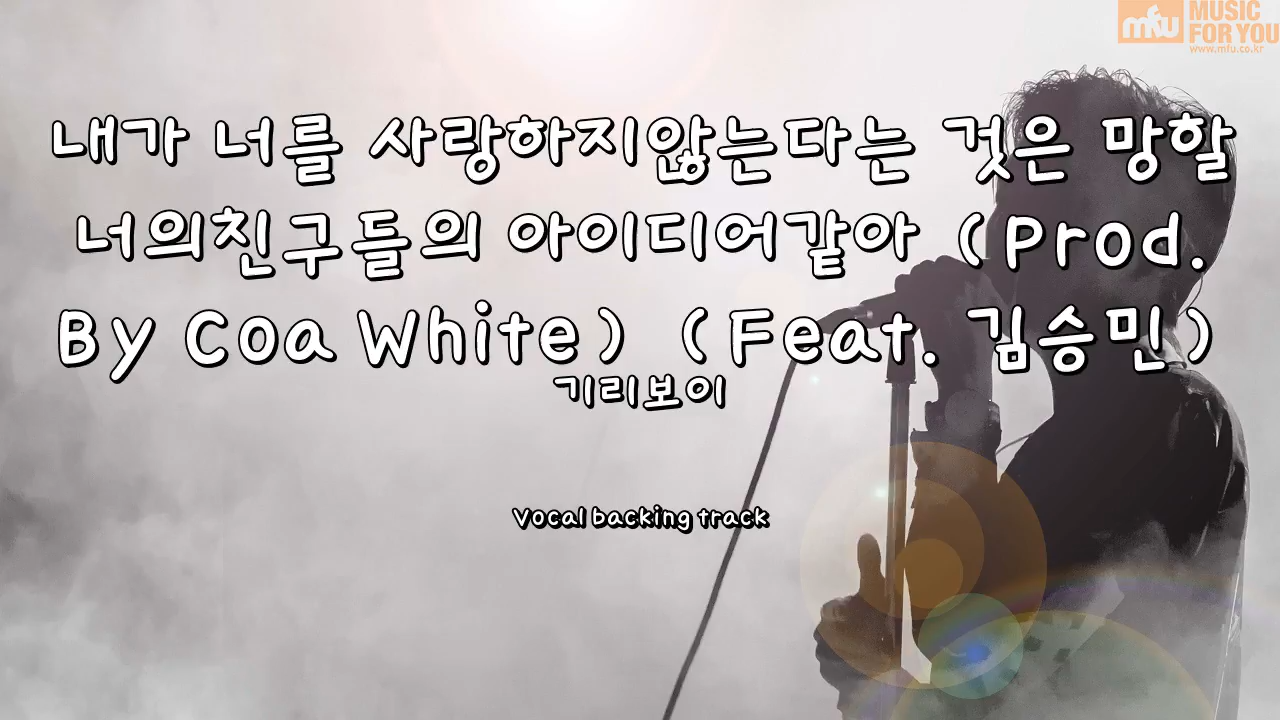 mfu MUSIC
FOR YOU
www.mfu.co.kr
내가 너를 사랑하지않는다는 것은 망할
너의친구들의 아이디어같아 (Prod.
By Coa White) (Feat. 김승민)
기리보이
Vocal backing track